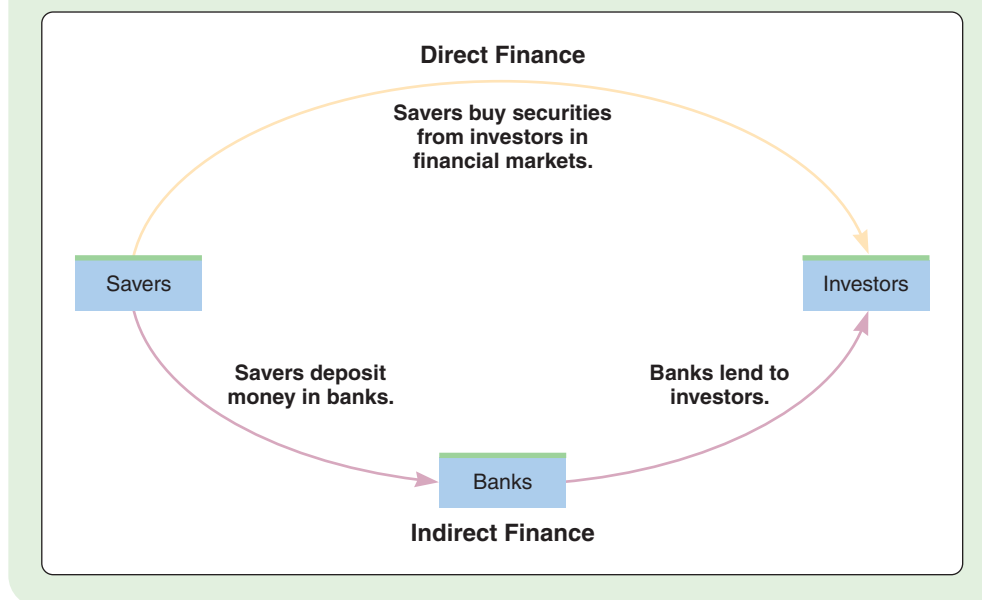 Direct Finance
Savers buy securities
from investors in
financial markets.
Savers
Investors
Savers deposit
money in banks.
Banks lend to
investors.
Banks
Indirect Finance